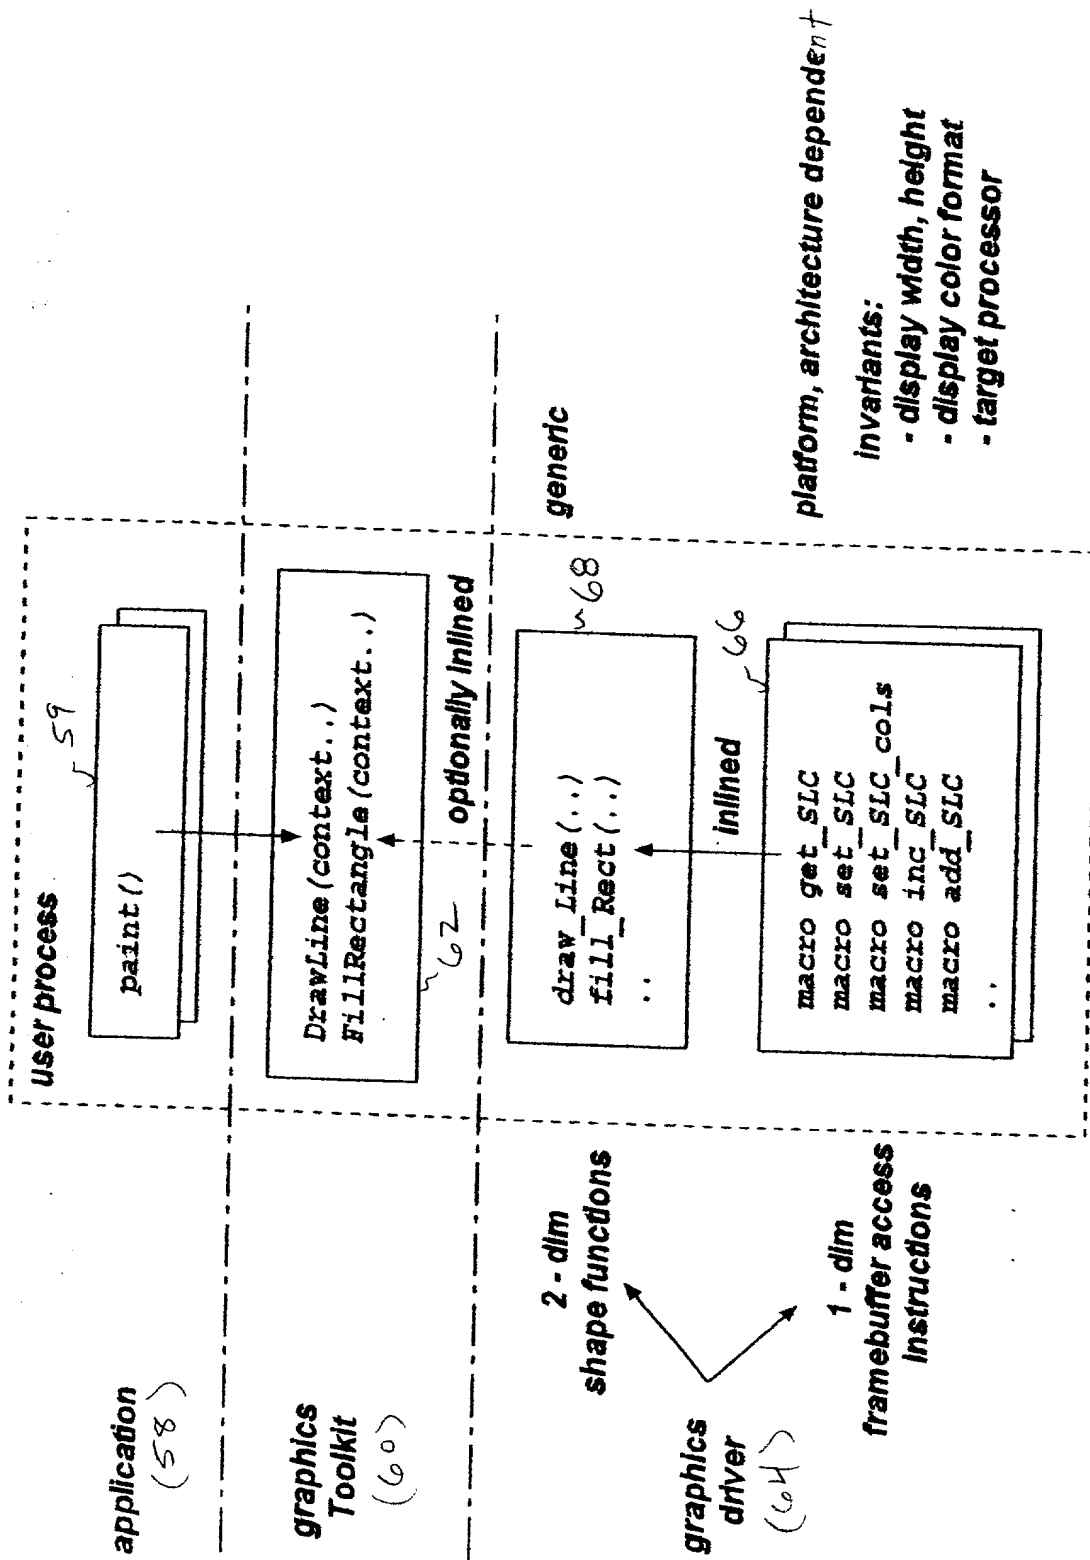 user process
application
(58)
59
paint()
graphics
Toolkit
(60)
DrawLine(context..)
FillRectangle(context..)
62
optionally inlined
graphics
driver
(64)
2 - dim
shape functions
draw_Line(..)
fill_Rect(..)
..
68
generic
inlined
66
1 - dim
framebuffer access
instructions
macro get_SLC
macro set_SLC
macro set_SLC_cols
macro inc_SLC
macro add_SLC
..
platform, architecture dependent
invariants:
- display width, height
- display color format
- target processor